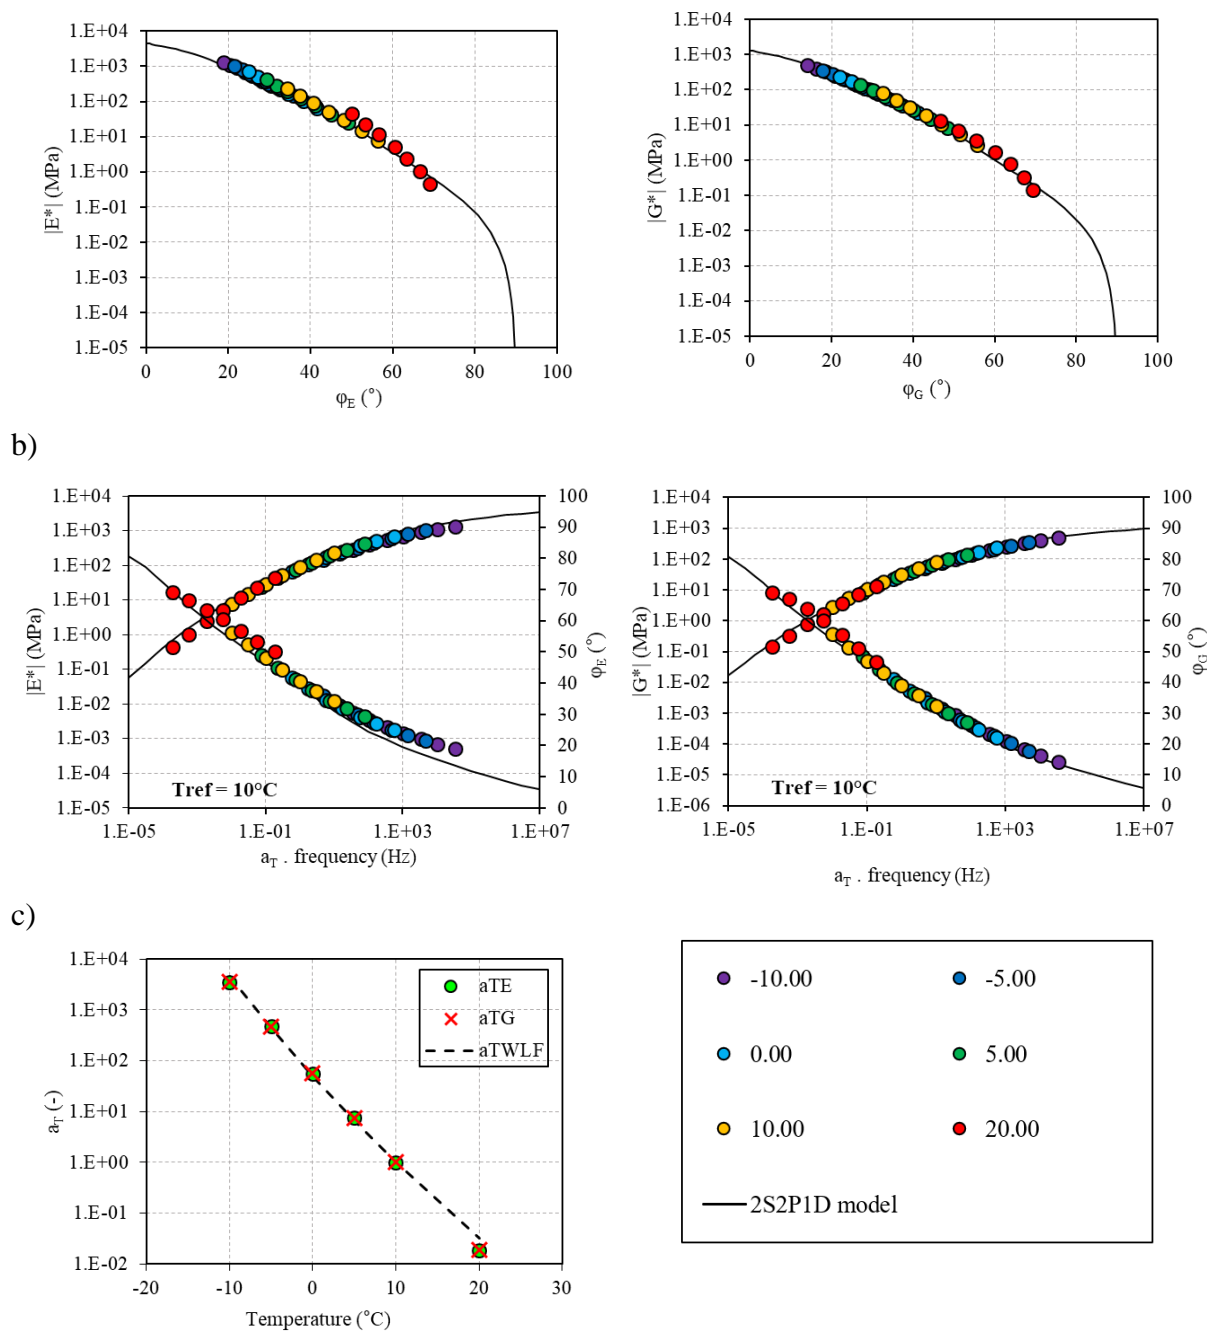 1.E+04
1.E+03
1.E+02
1.E+01
1.E+00
1.E-01
1.E-02
1.E-03
1.E-04
1.E-05
|E*| (MPa)
0 20 40 60 80 100
φE (°)
1.E+04
1.E+03
1.E+02
1.E+01
1.E+00
1.E-01
1.E-02
1.E-03
1.E-04
1.E-05
|G*| (MPa)
0 20 40 60 80 100
φG (°)
b)
1.E+04
1.E+03
1.E+02
1.E+01
1.E+00
1.E-01
1.E-02
1.E-03
1.E-04
1.E-05
|E*| (MPa)
100
90
80
70
60
50
40
30
20
10
0
φE (°)
Tref = 10°C
1.E-05 1.E-01 1.E+03 1.E+07
aT . frequency (Hz)
1.E+04
1.E+03
1.E+02
1.E+01
1.E+00
1.E-01
1.E-02
1.E-03
1.E-04
1.E-05
1.E-06
|G*| (MPa)
100
90
80
70
60
50
40
30
20
10
0
φG (°)
Tref = 10°C
1.E-05 1.E-01 1.E+03 1.E+07
aT . frequency (Hz)
c)
1.E+04
1.E+03
1.E+02
1.E+01
1.E+00
1.E-01
1.E-02
aT (-)
aTE
aTG
aTWLF
-20 -10 0 10 20 30
Temperature (°C)
-10.00 -5.00
0.00 5.00
10.00 20.00
2S2P1D model